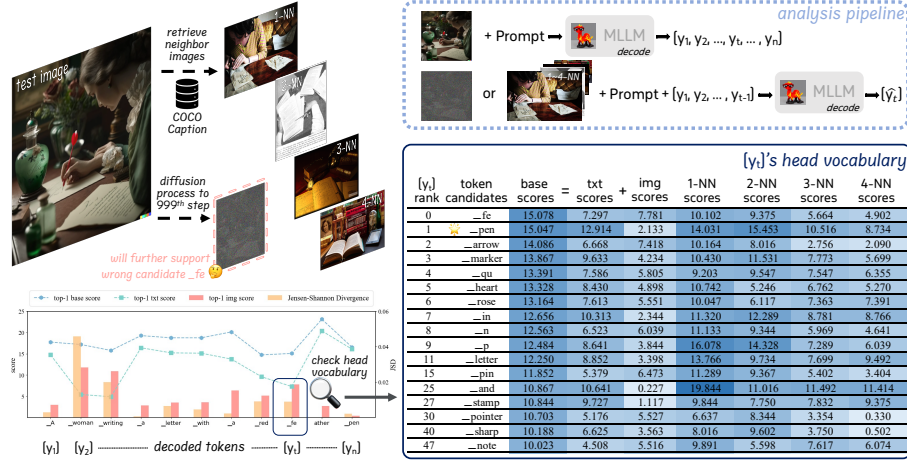 test image
retrieve
neighbor
images
COCO
Caption
diffusion
process to
999th step
will further support
wrong candidate _fe 🤔
1-NN
2-NN
3-NN
4-NN
analysis pipeline
+ Prompt
MLLM
decode
{y1, y2, ..., yt, ... , yn}
or
1~4-NN
+ Prompt + {y1, y2, ... , yt-1}
MLLM
decode
{ŷt}
top-1 base score
top-1 txt score
top-1 img score
Jensen-Shannon Divergence
25
20
15
10
5
score
0.06
0.04
0.02
JSD
check head
vocabulary
_A _woman _writing _a _letter _with _a _red _fe ather _pen
{y1} {y2} decoded tokens {yt} {yn}
{yt}'s head vocabulary
{yt} rank token candidates base scores = txt scores + img scores 1-NN scores 2-NN scores 3-NN scores 4-NN scores
0 _fe 15.078 7.297 7.781 10.102 9.375 5.664 4.902
1 _pen 15.047 12.914 2.133 14.031 15.453 10.516 8.734
2 _arrow 14.086 6.668 7.418 10.164 8.016 2.756 2.090
3 _marker 13.867 9.633 4.234 10.430 11.531 7.773 5.699
4 _qu 13.391 7.586 5.805 9.203 9.547 7.547 6.355
5 _heart 13.328 8.430 4.898 10.742 5.246 6.762 5.270
6 _rose 13.164 7.613 5.551 10.047 6.117 7.363 7.391
7 _in 12.656 10.313 2.344 11.320 12.289 8.781 8.766
8 _n 12.563 6.523 6.039 11.133 9.344 5.969 4.641
9 _p 12.484 8.641 3.844 16.078 14.328 7.289 6.039
11 _letter 12.250 8.852 3.398 13.766 9.734 7.699 9.492
15 _pin 11.852 5.379 6.473 11.289 9.367 5.402 3.404
25 _and 10.867 10.641 0.227 19.844 11.016 11.492 11.414
27 _stamp 10.844 9.727 1.117 9.844 7.750 7.832 9.375
30 _pointer 10.703 5.176 5.527 6.637 8.344 3.354 0.330
40 _sharp 10.188 6.625 3.563 8.016 9.602 3.750 0.502
47 _note 10.023 4.508 5.516 9.891 5.598 7.617 6.074